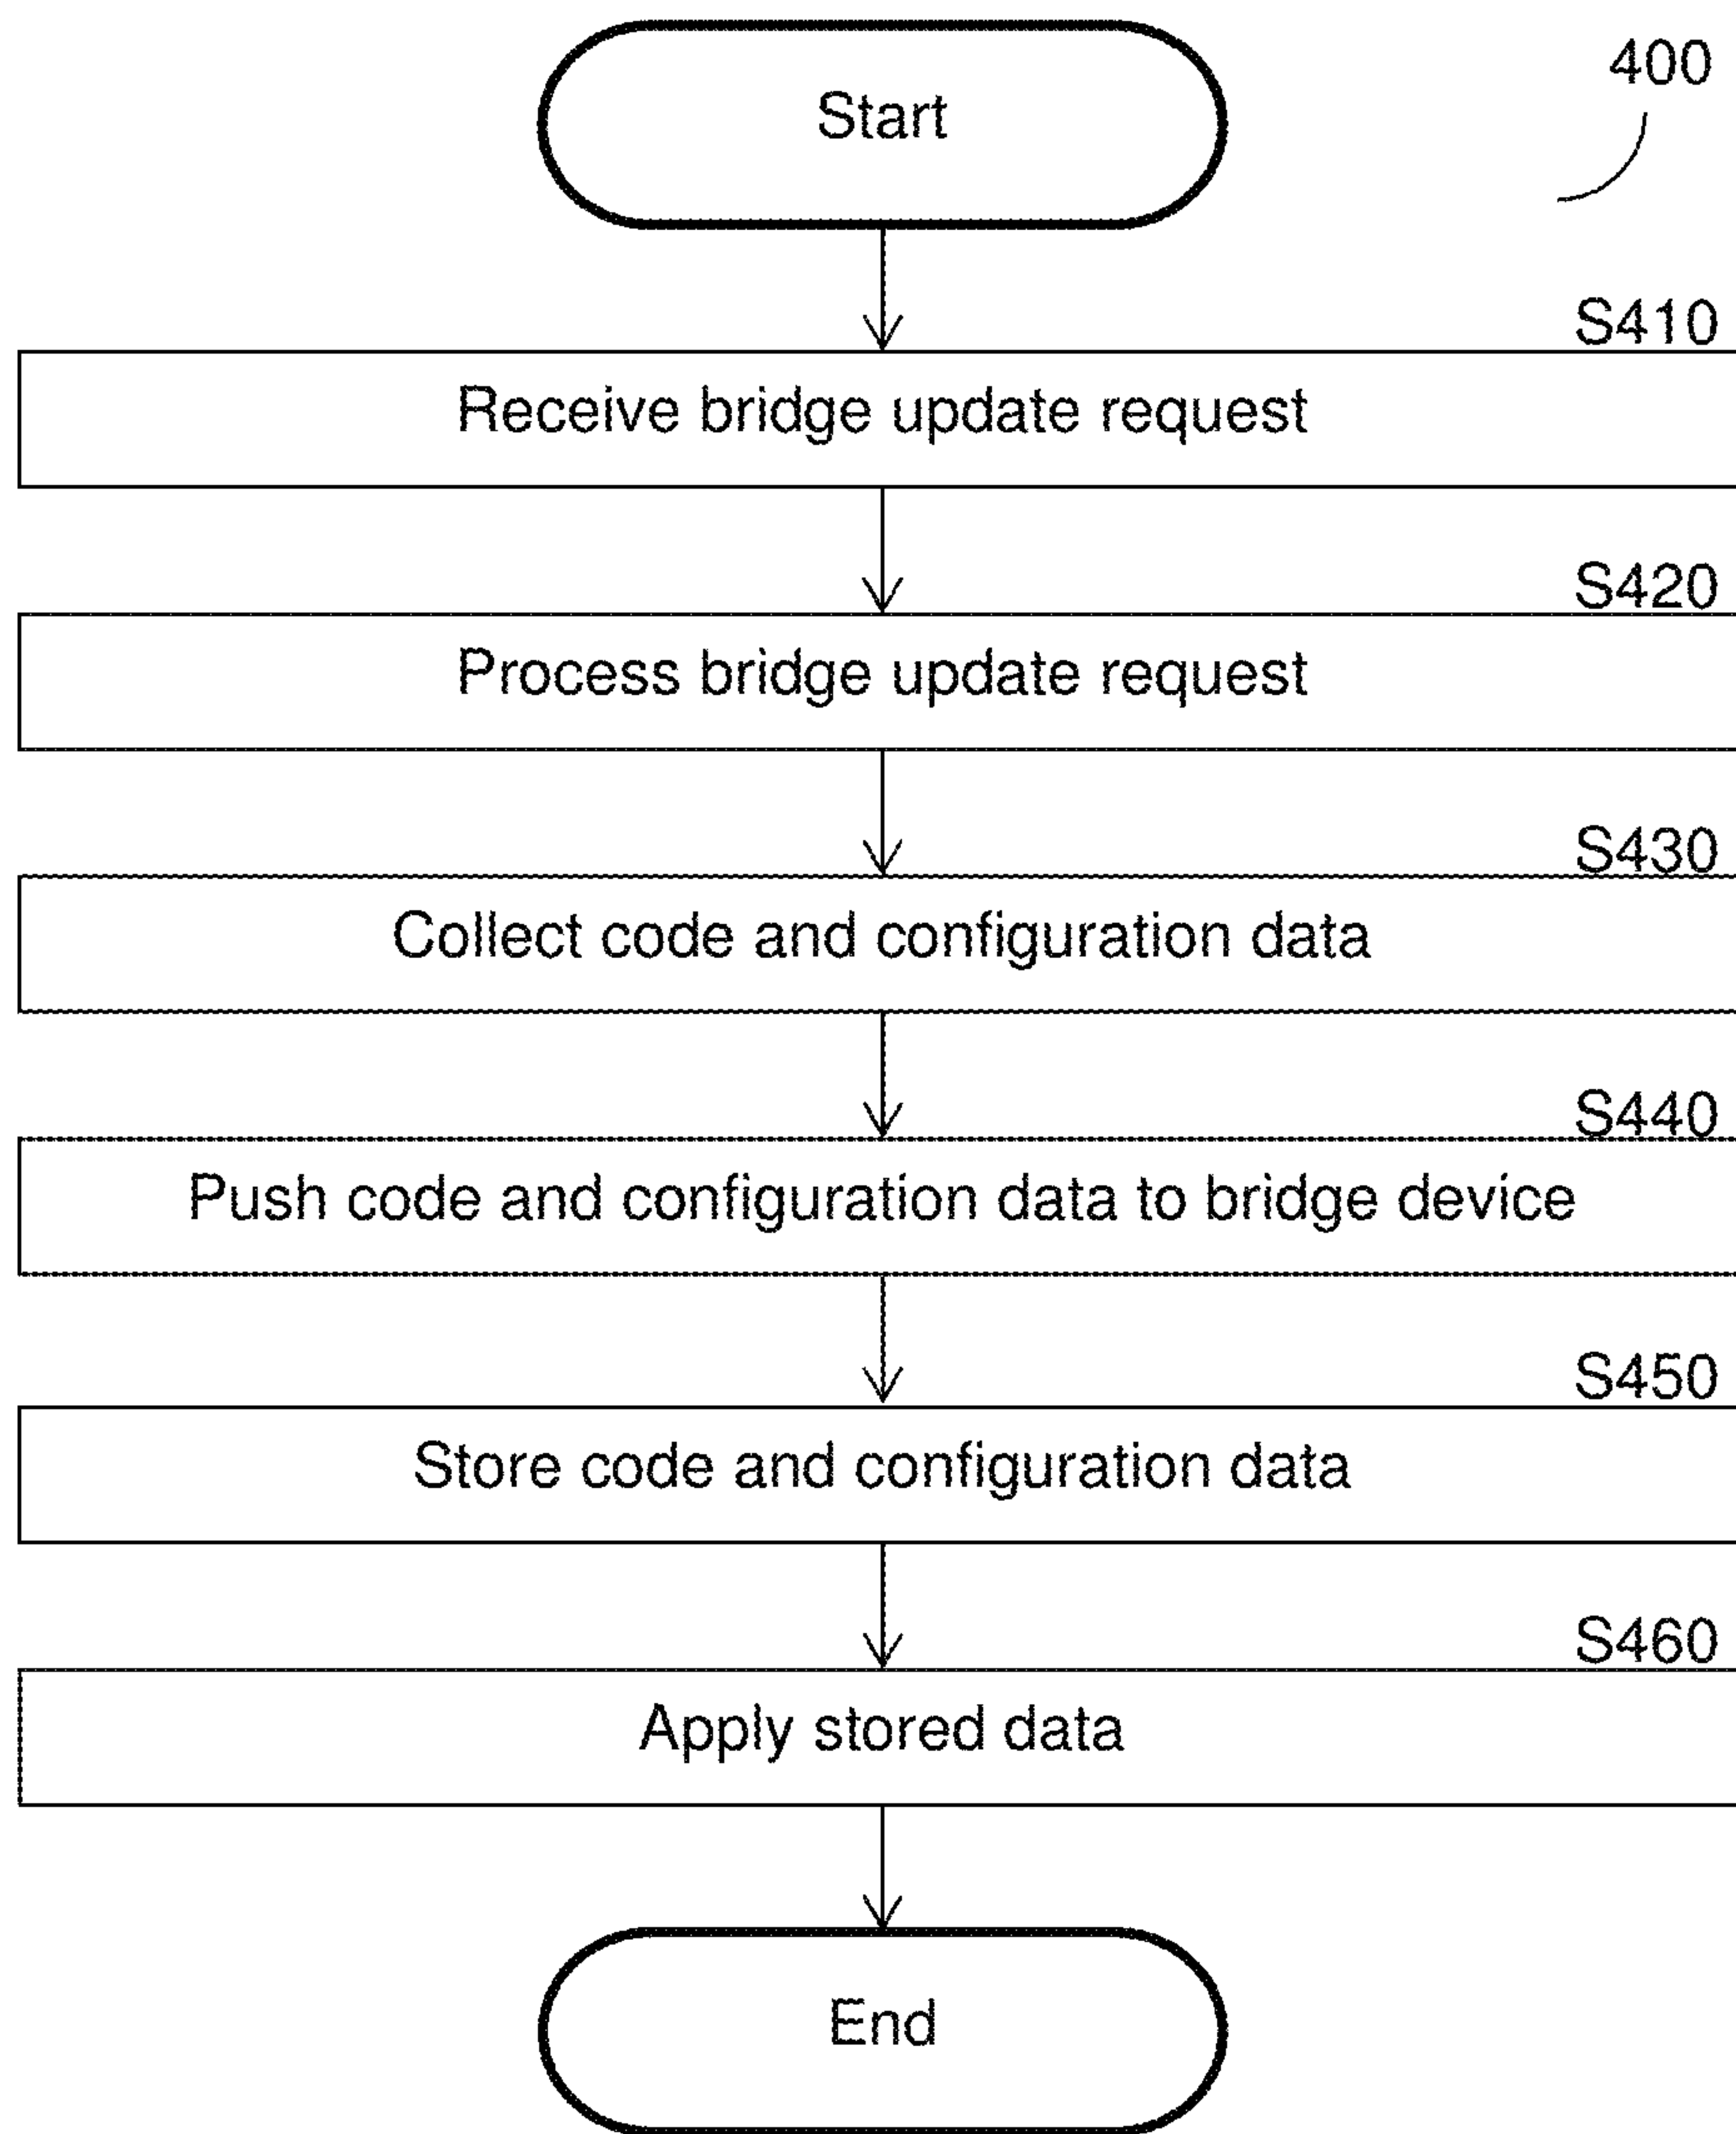 Start
400
S410
Receive bridge update request
S420
Process bridge update request
S430
Collect code and configuration data
S440
Push code and configuration data to bridge device
S450
Store code and configuration data
S460
Apply stored data
End